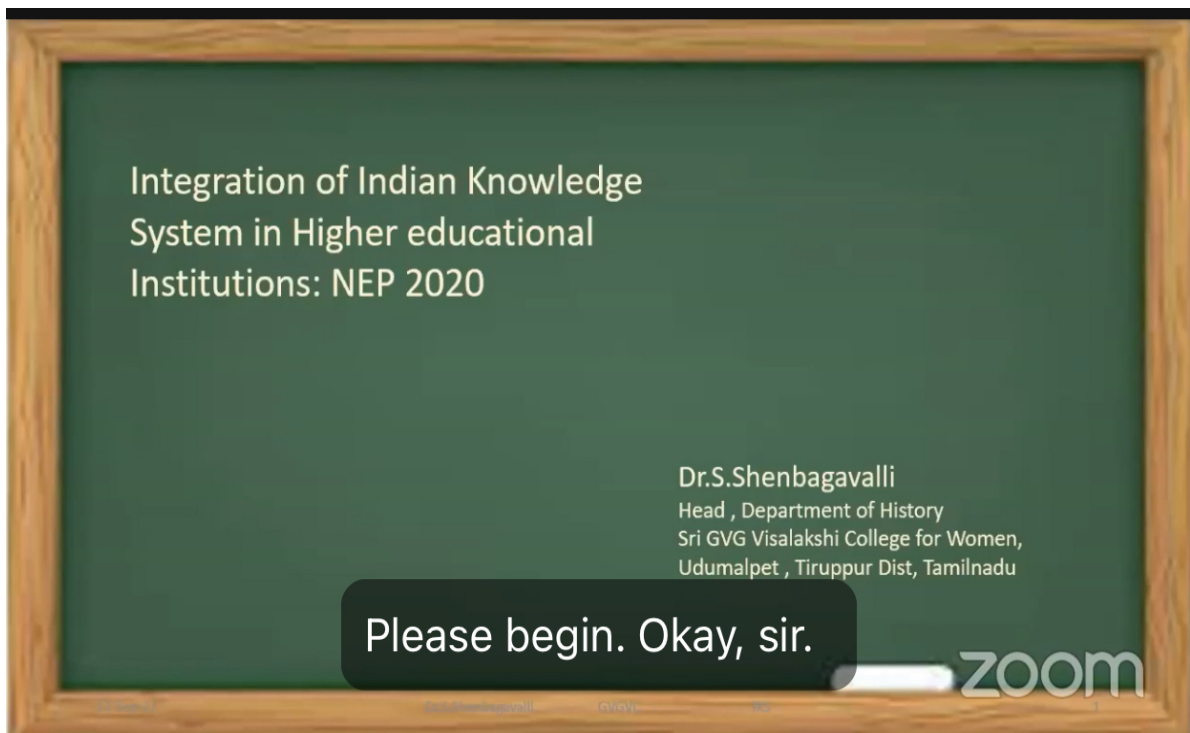 Integration of Indian Knowledge
System in Higher educational
Institutions: NEP 2020
Dr.S.Shenbagavalli
Head , Department of History
Sri GVG Visalakshi College for Women,
Udumalpet , Tiruppur Dist, Tamilnadu
Please begin. Okay, sir.
zoom